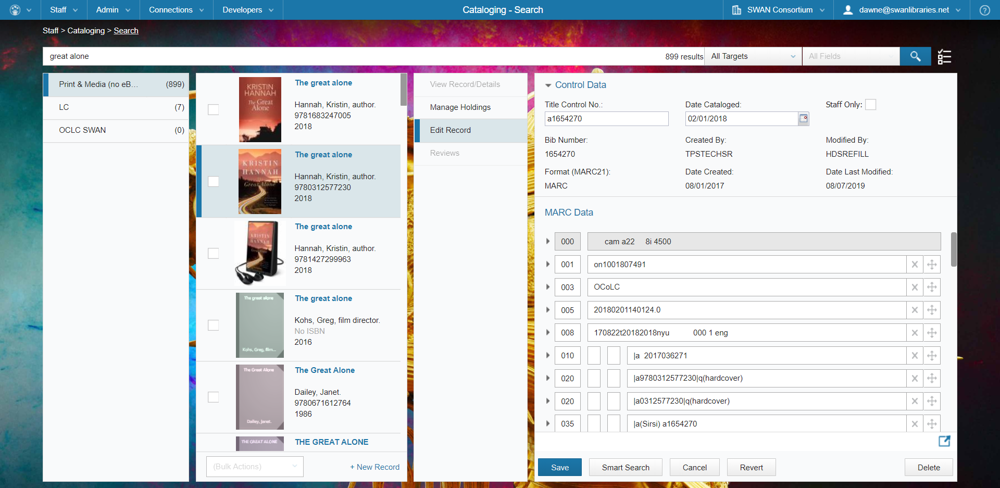 Staff
Admin
Connections
Developers
Cataloging - Search
SWAN Consortium
dawne@swanlibraries.net
?
Staff > Cataloging > Search
great alone
899 results
All Targets
All Fields
Print & Media (no eB... (899)
LC (7)
OCLC SWAN (0)
KRISTIN
HANNAH
The Great
Alone
The great alone
Hannah, Kristin, author.
9781683247005
2018
KRISTIN
HANNAH
Great Alone
The great alone
Hannah, Kristin, author.
9780312577230
2018
KRISTIN
HANNAH
The great alone
Hannah, Kristin, author.
9781427299963
2018
The great alone
Kohs, Greg, film...
The great alone
Kohs, Greg, film director.
No ISBN
2016
The Great Alone
Dailey, Janet.
The Great Alone
Dailey, Janet.
9780671612764
1986
THE GREAT ALONE
THE GREAT ALONE
(Bulk Actions)
+ New Record
View Record/Details
Manage Holdings
Edit Record
Reviews
Control Data
Title Control No.:
a1654270
Date Cataloged:
02/01/2018
Staff Only:
Bib Number:
1654270
Created By:
TPSTECHSR
Modified By:
HDSREFILL
Format (MARC21):
MARC
Date Created:
08/01/2017
Date Last Modified:
08/07/2019
MARC Data
000 cam a22 8i 4500
001 on1001807491
003 OCoLC
005 20180201140124.0
008 170822t20182018nyu 000 1 eng
010 |a 2017036271
020 |a9780312577230|q(hardcover)
020 |a0312577230|q(hardcover)
035 |a(Sirsi) a1654270
Save
Smart Search
Cancel
Revert
Delete